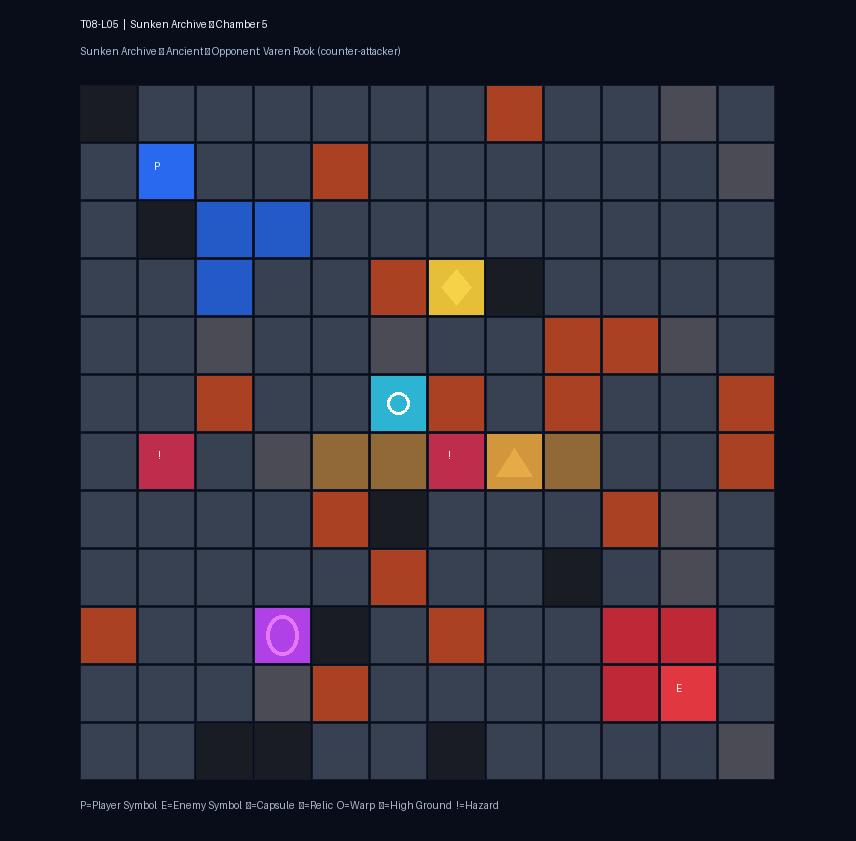 T08-L05 | Sunken Archive □ Chamber 5
Sunken Archive □ Ancient □ Opponent: Varen Rook (counter-attacker)
P
!
!
E
P=Player Symbol E=Enemy Symbol □=Capsule □=Relic O=Warp □=High Ground !=Hazard